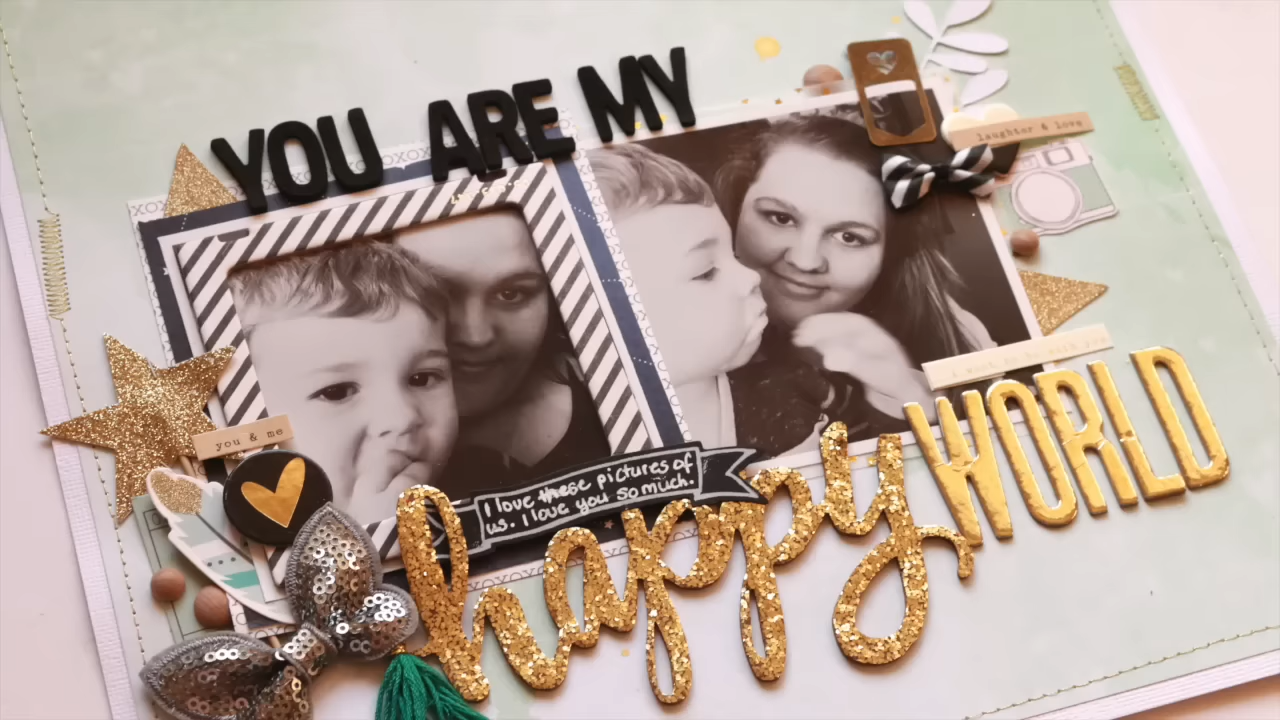 YOU ARE MY
laughter & love
you & me
I love these pictures of
us. I love you so much.
happy WORLD